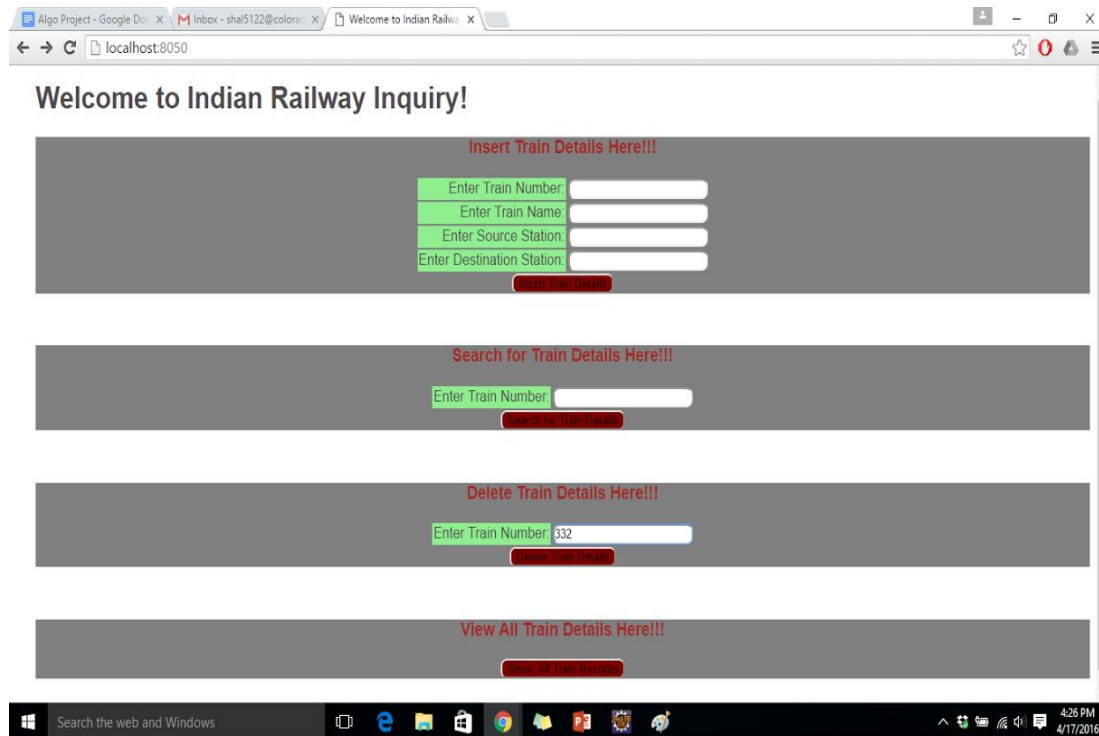 Algo Project - Google Do
Inbox - shal5122@colorad
Welcome to Indian Railwa
localhost:8050
Welcome to Indian Railway Inquiry!
Insert Train Details Here!!!
Enter Train Number:
Enter Train Name:
Enter Source Station:
Enter Destination Station:
Insert Train Details
Search for Train Details Here!!!
Enter Train Number:
Search for Train Details
Delete Train Details Here!!!
Enter Train Number: 332
Delete Train Details
View All Train Details Here!!!
Show All Train Records
Search the web and Windows
4:26 PM
4/17/2016